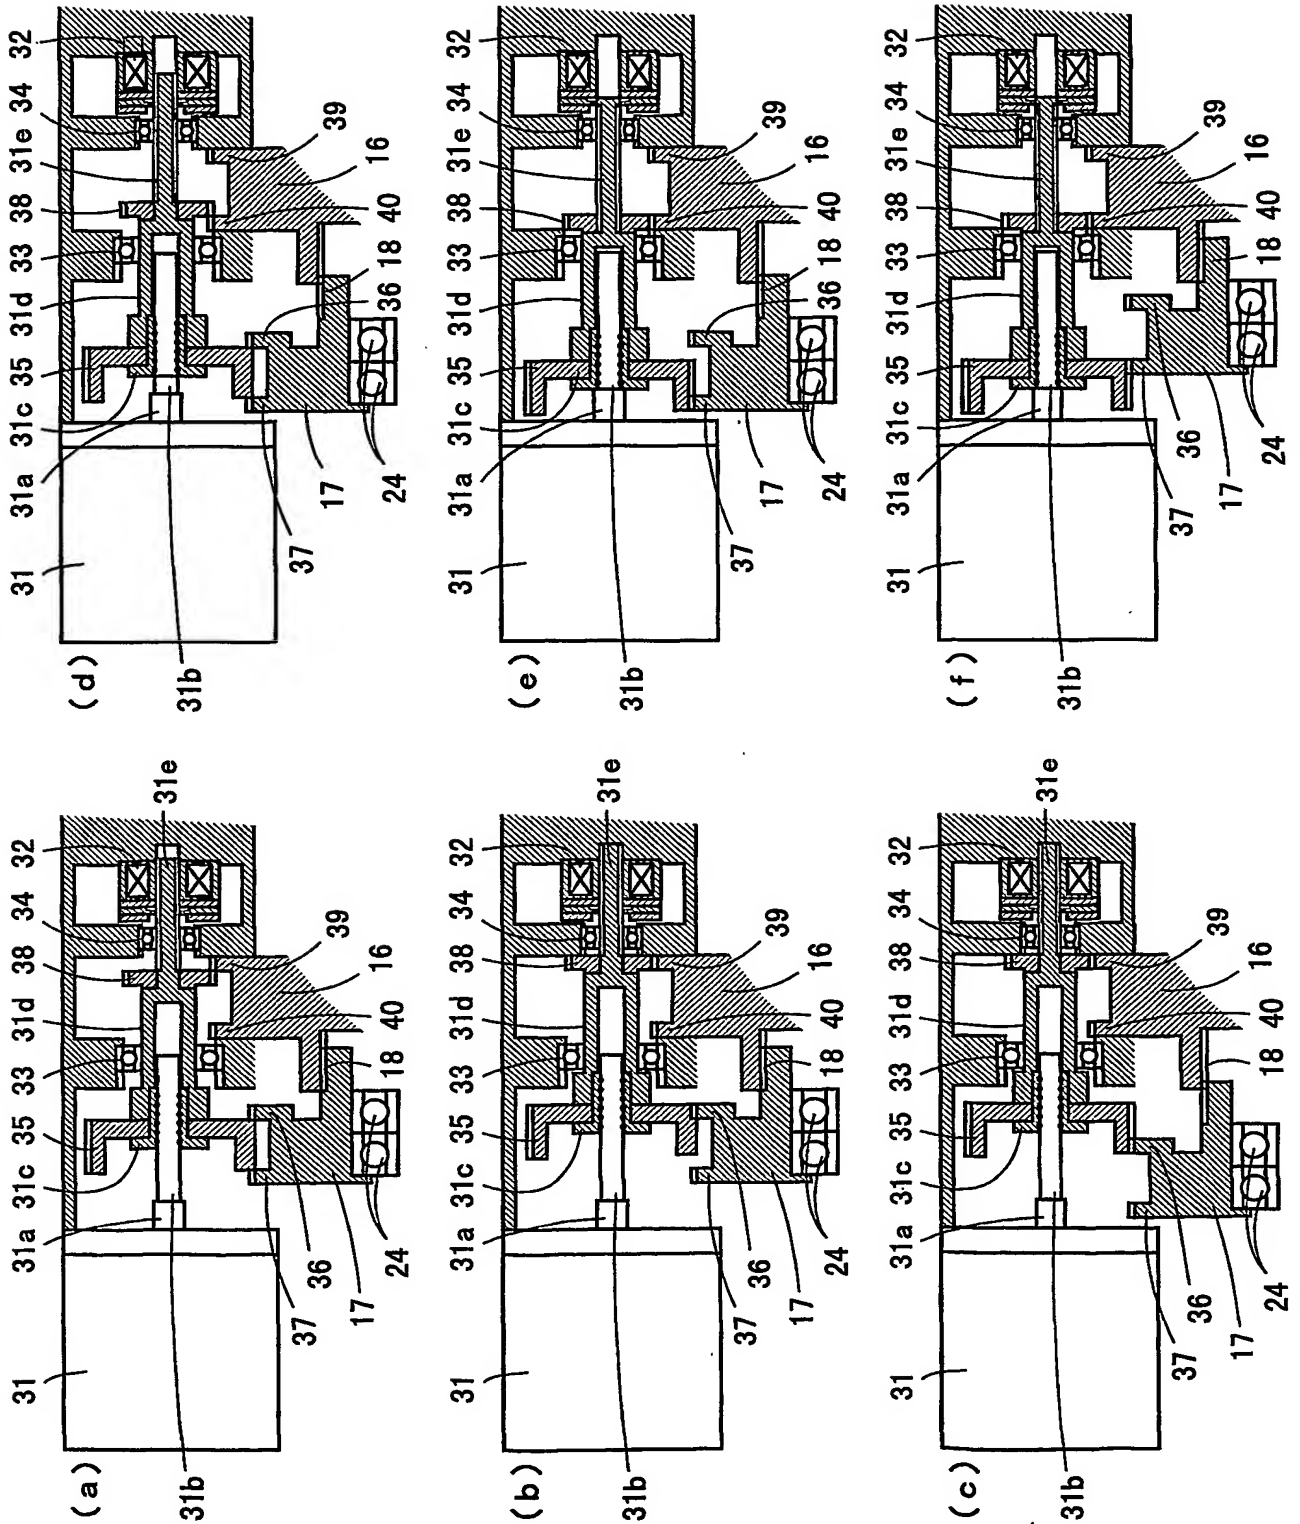 (a)
31 31a 31c 35 33 31d 38 34 32
31e
31b 37 36 17 24 18 40 16 39
(d)
31 31a 31c 35 31d 33 38 31e 34 32
31b 37 17 24 36 18 40 16 39
(b)
31 31a 31c 35 33 31d 38 34 32
31e
31b 37 36 17 24 18 40 16 39
(e)
31 31a 31c 35 31d 33 38 31e 34 32
31b 37 17 24 36 18 40 16 39
(c)
31 31a 31c 35 33 31d 38 34 32
31e
37 36 17 24 18 40 16 39
(f)
31 31a 31c 35 31d 33 38 31e 34 32
31b 37 36 17 24 18 40 16 39